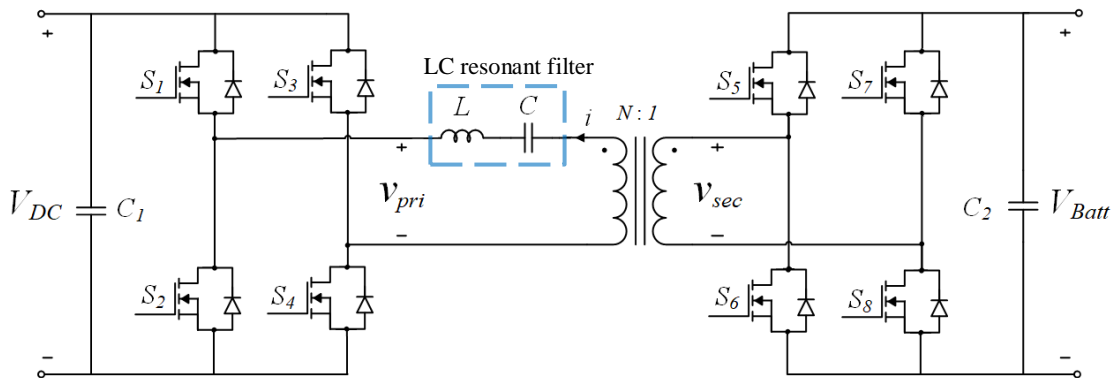 +
+
S1
S3
LC resonant filter
L
C
i
N : 1
S5
S7
+
+
VDC
C1
vpri
vsec
C2
VBatt
−
−
S2
S4
S6
S8
−
−